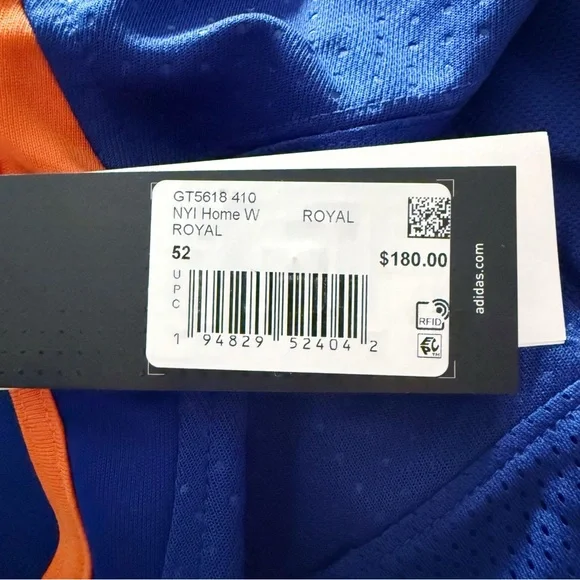 GT5618 410
NYI Home W ROYAL
ROYAL
52 $180.00
UPC
1 94829 52404 2
RFID
adidas.com